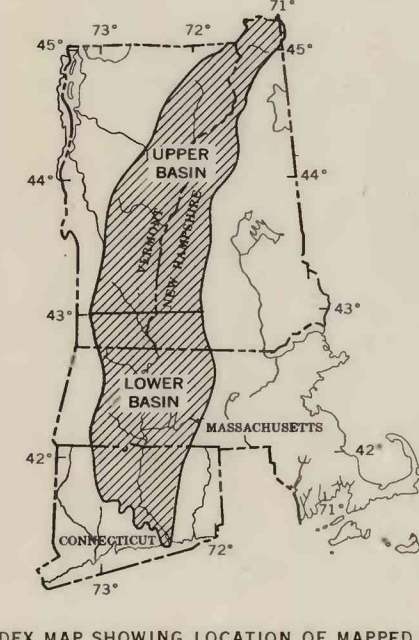 71°
73°
72°
45°
45°
UPPER
BASIN
44°
44°
VERMONT
NEW HAMPSHIRE
43°
43°
LOWER
BASIN
MASSACHUSETTS
42°
42°
71°
CONNECTICUT
72°
73°
DEX MAP SHOWING LOCATION OF MAPPED